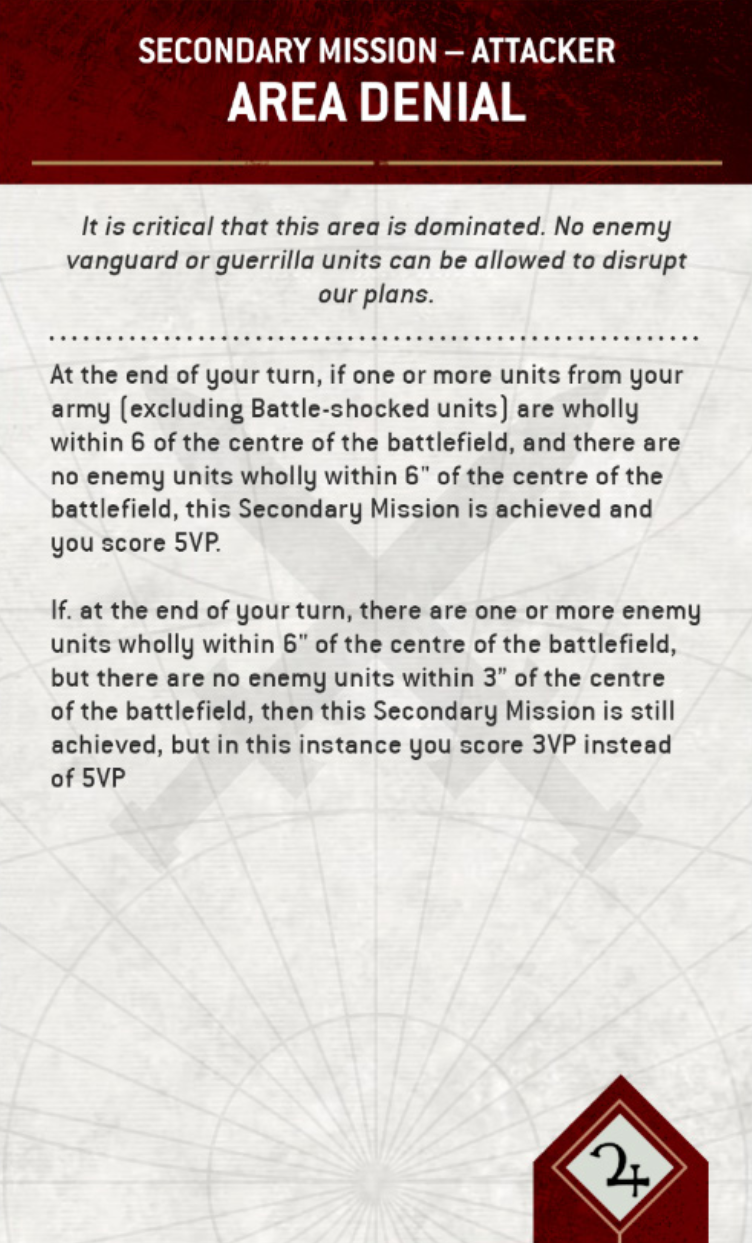 SECONDARY MISSION – ATTACKER
AREA DENIAL
It is critical that this area is dominated. No enemy
vanguard or guerrilla units can be allowed to disrupt
our plans.
At the end of your turn, if one or more units from your
army (excluding Battle-shocked units) are wholly
within 6 of the centre of the battlefield, and there are
no enemy units wholly within 6" of the centre of the
battlefield, this Secondary Mission is achieved and
you score 5VP.
If. at the end of your turn, there are one or more enemy
units wholly within 6" of the centre of the battlefield,
but there are no enemy units within 3” of the centre
of the battlefield, then this Secondary Mission is still
achieved, but in this instance you score 3VP instead
of 5VP
♃